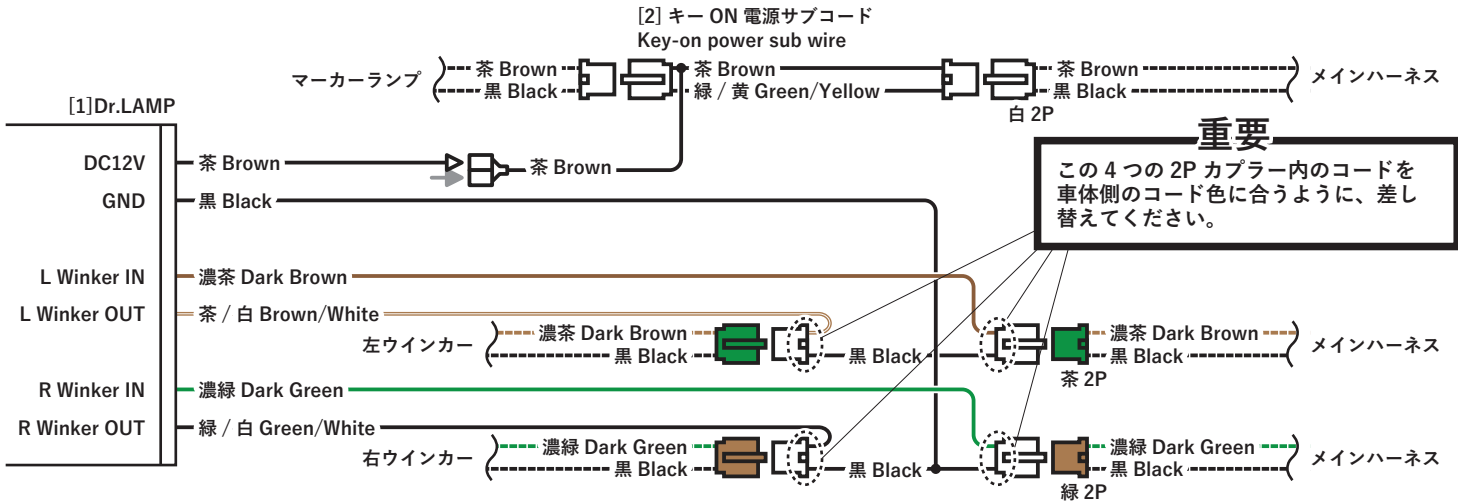 [2] キー ON 電源サブコード
Key-on power sub wire
マーカーランプ
茶 Brown
黒 Black
茶 Brown
緑 / 黄 Green/Yellow
茶 Brown
黒 Black
メインハーネス
白 2P
[1]Dr.LAMP
重要
この 4 つの 2P カプラー内のコードを
車体側のコード色に合うように、差し
替えてください。
DC12V
茶 Brown
茶 Brown
GND
黒 Black
L Winker IN
濃茶 Dark Brown
L Winker OUT
茶 / 白 Brown/White
左ウインカー
濃茶 Dark Brown
黒 Black
黒 Black
濃茶 Dark Brown
黒 Black
メインハーネス
茶 2P
R Winker IN
濃緑 Dark Green
R Winker OUT
緑 / 白 Green/White
右ウインカー
濃緑 Dark Green
黒 Black
黒 Black
濃緑 Dark Green
黒 Black
メインハーネス
緑 2P